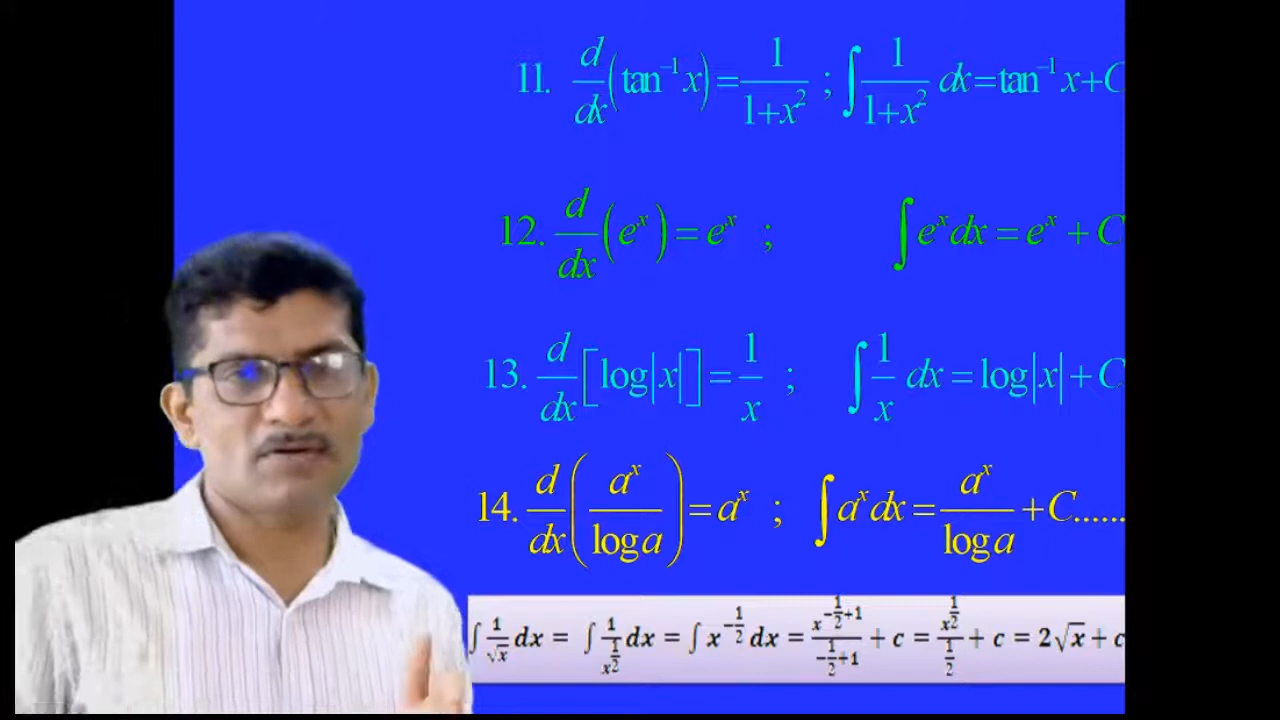 11. d/dx (tan⁻¹ x) = 1/(1+x²) ; ∫ 1/(1+x²) dx = tan⁻¹ x + C
12. d/dx (eˣ) = eˣ ; ∫ eˣ dx = eˣ + C
13. d/dx [log|x|] = 1/x ; ∫ 1/x dx = log|x| + C
14. d/dx (aˣ/log a) = aˣ ; ∫ aˣ dx = aˣ/log a + C......
∫ 1/√x dx = ∫ 1/x^(1/2) dx = ∫ x^(-1/2) dx = x^(-1/2+1)/(-1/2+1) + c = x^(1/2)/(1/2) + c = 2√x + c